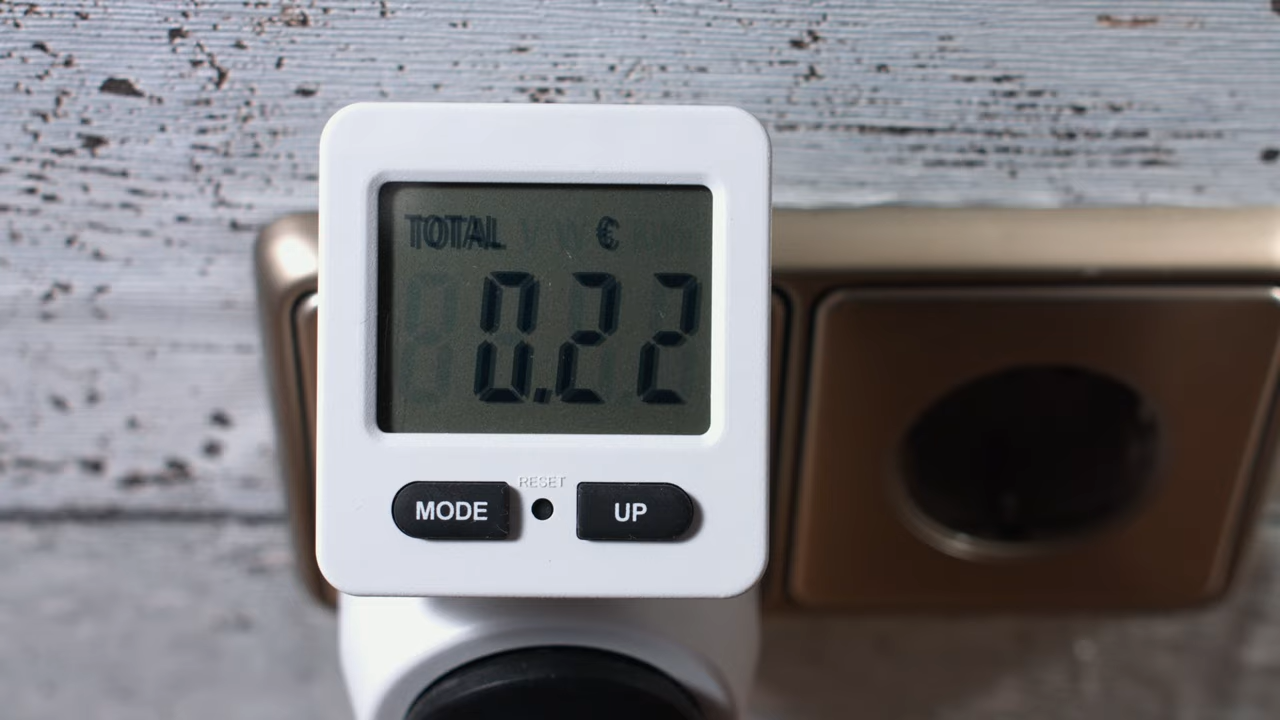 TOTAL €
0.22
RESET
MODE UP